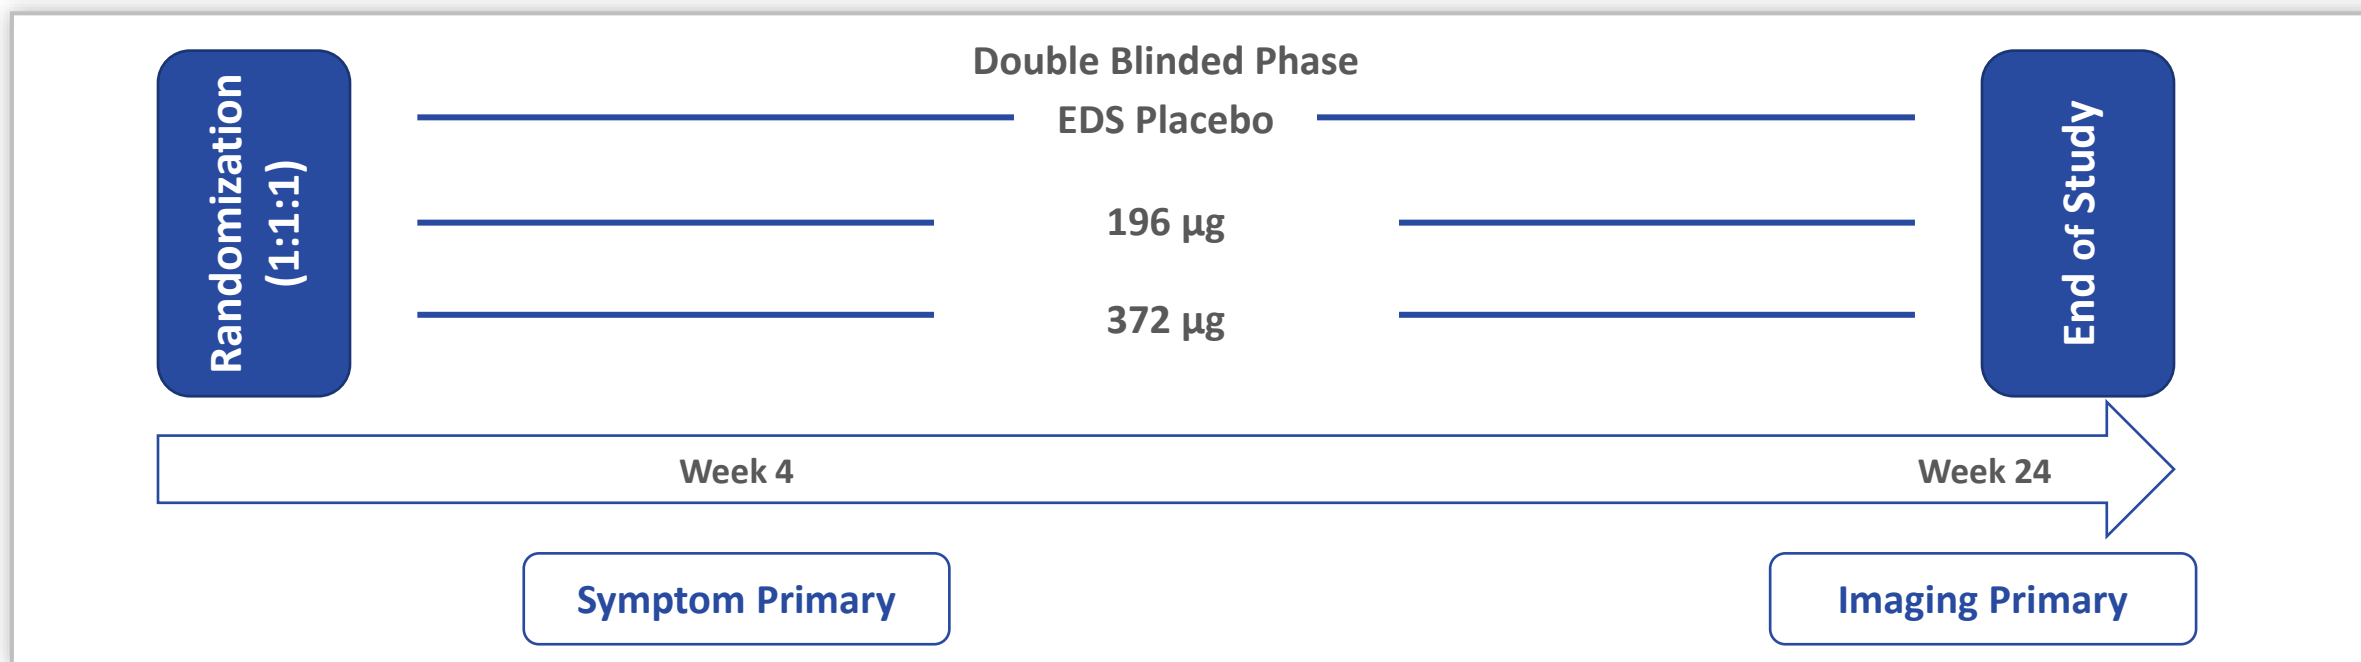 Double Blinded Phase
Randomization
(1:1:1)
EDS Placebo
196 µg
372 µg
End of Study
Week 4
Week 24
Symptom Primary
Imaging Primary